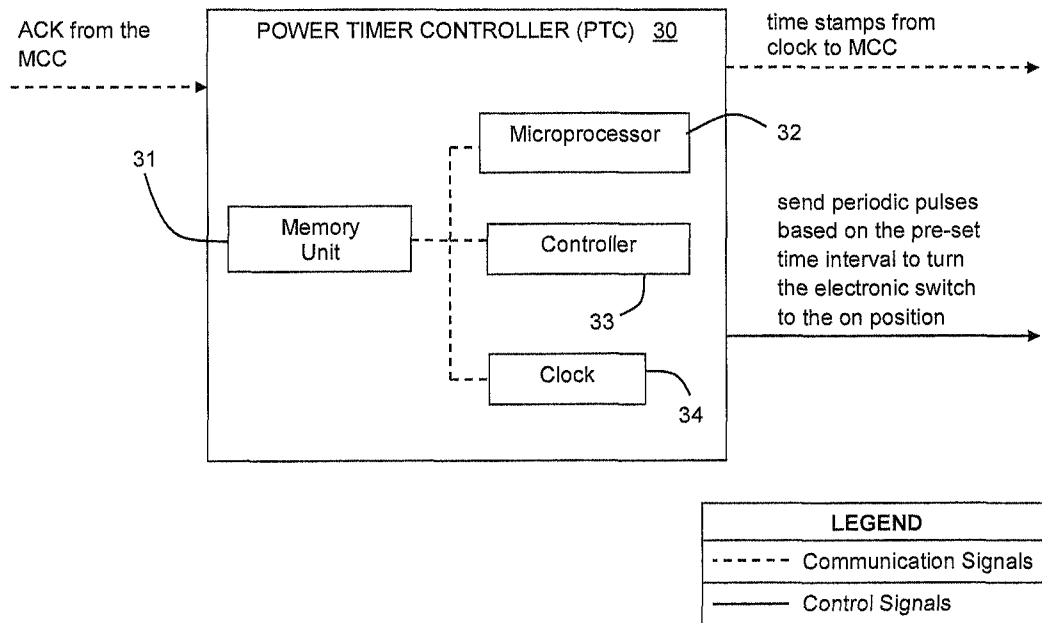 ACK from the
MCC
POWER TIMER CONTROLLER (PTC) 30
time stamps from
clock to MCC
Microprocessor
32
31
Memory
Unit
Controller
33
send periodic pulses
based on the pre-set
time interval to turn
the electronic switch
to the on position
Clock
34
LEGEND
Communication Signals
Control Signals